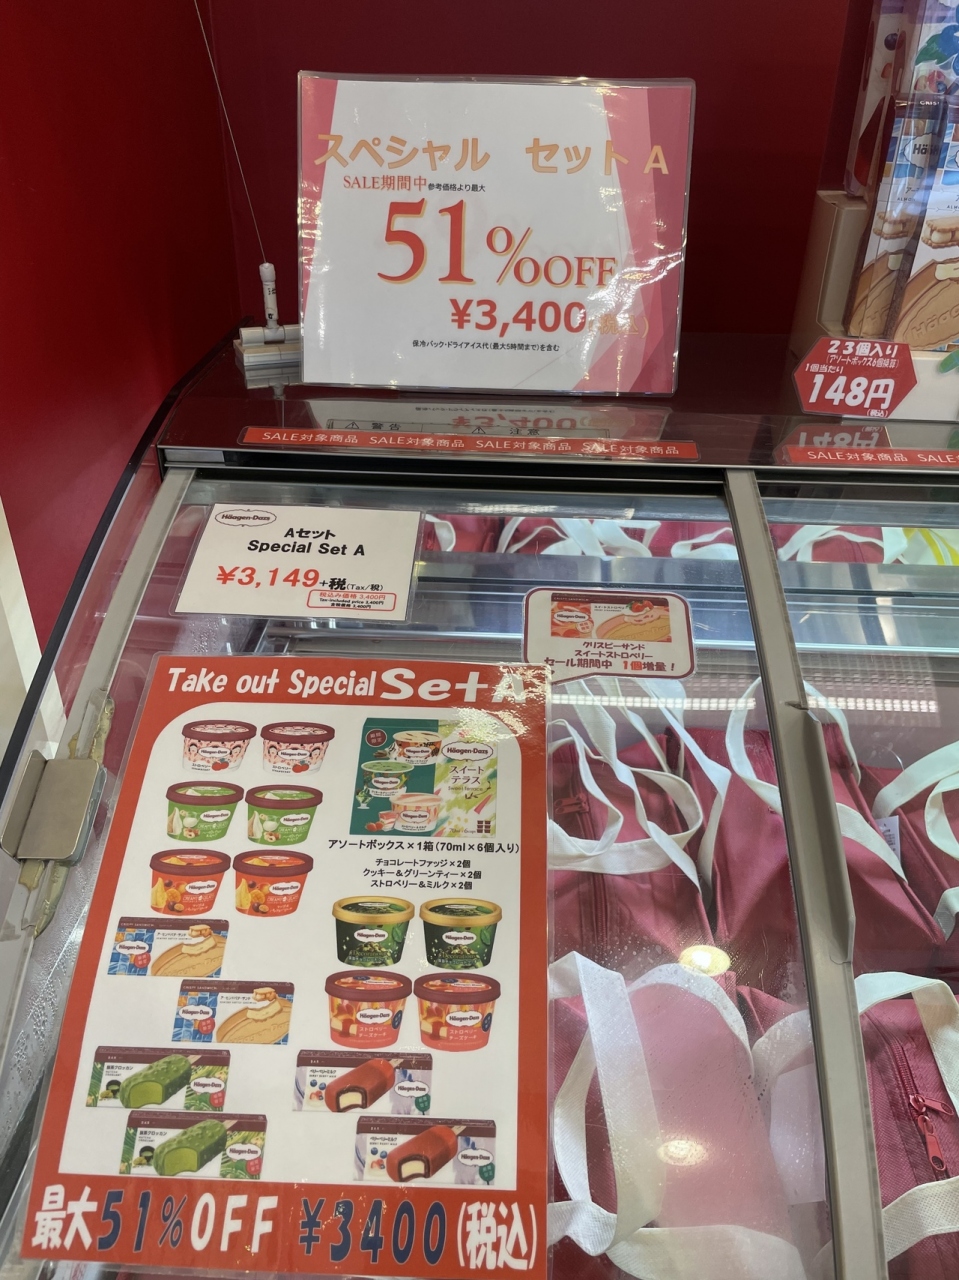 スペシャル セット A
SALE期間中参考価格より最大
51%OFF
¥3,400(税込)
保冷バック・ドライアイス代(最大5時間まで)を含む
23個入り
(アソートボックス6個換算)
1個当たり
148円
(税込)
警告 注意
SALE対象商品 SALE対象商品 SALE対象商品 SALE対象商品
SALE対象商品 SALE
Häagen-Dazs
Aセット
Special Set A
¥3,149+税(Tax/税)
税込み価格 3,400円
Tax-included price 3,400円
クリスピーサンド
スイートストロベリー
セール期間中 1個増量!
Take out Special Set A
Häagen-Dazs
スイート
テラス
アソートボックス×1箱(70ml×6個入り)
チョコレートファッジ×2個
クッキー&グリーンティー×2個
ストロベリー&ミルク×2個
最大51%OFF ¥3400(税込)